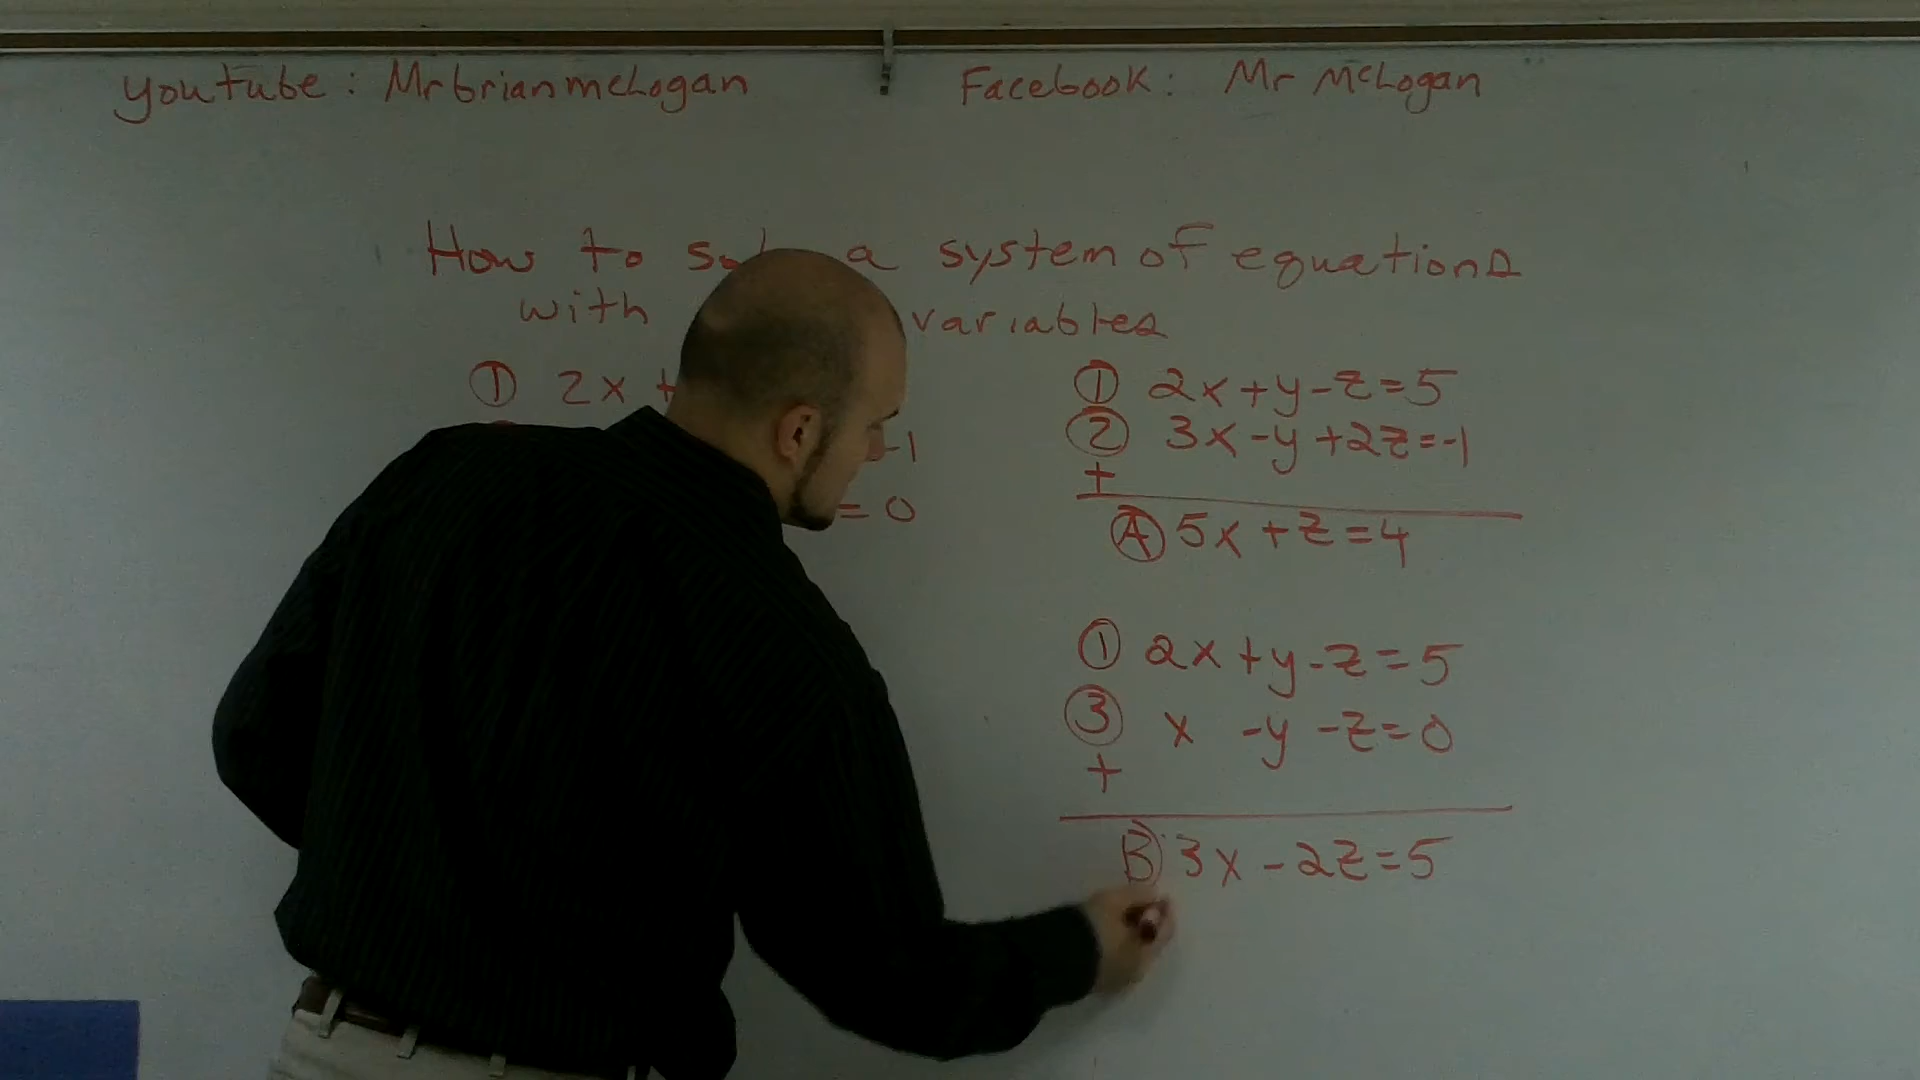 youtube: Mrbrianmclogan
Facebook: Mr McLogan
How to a system of equations
with variables
① 2x +
-1
= 0
① 2x+y-z=5
② 3x-y+2z=-1
+
Ⓐ 5x+z=4
① 2x+y-z=5
③ x -y -z=0
+
Ⓑ 3x-2z=5